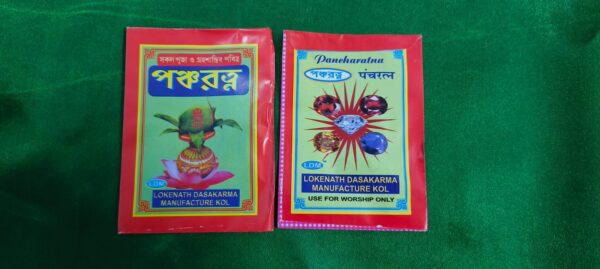 সকল পূজা ও গ্রহশান্তির পবিত্র
পঞ্চরত্ন
LDM
LOKENATH DASAKARMA
MANUFACTURE KOL
Pancharatna
পঞ্চরত্ন पंचरत्न
LDM
LOKENATH DASAKARMA
MANUFACTURE KOL
USE FOR WORSHIP ONLY